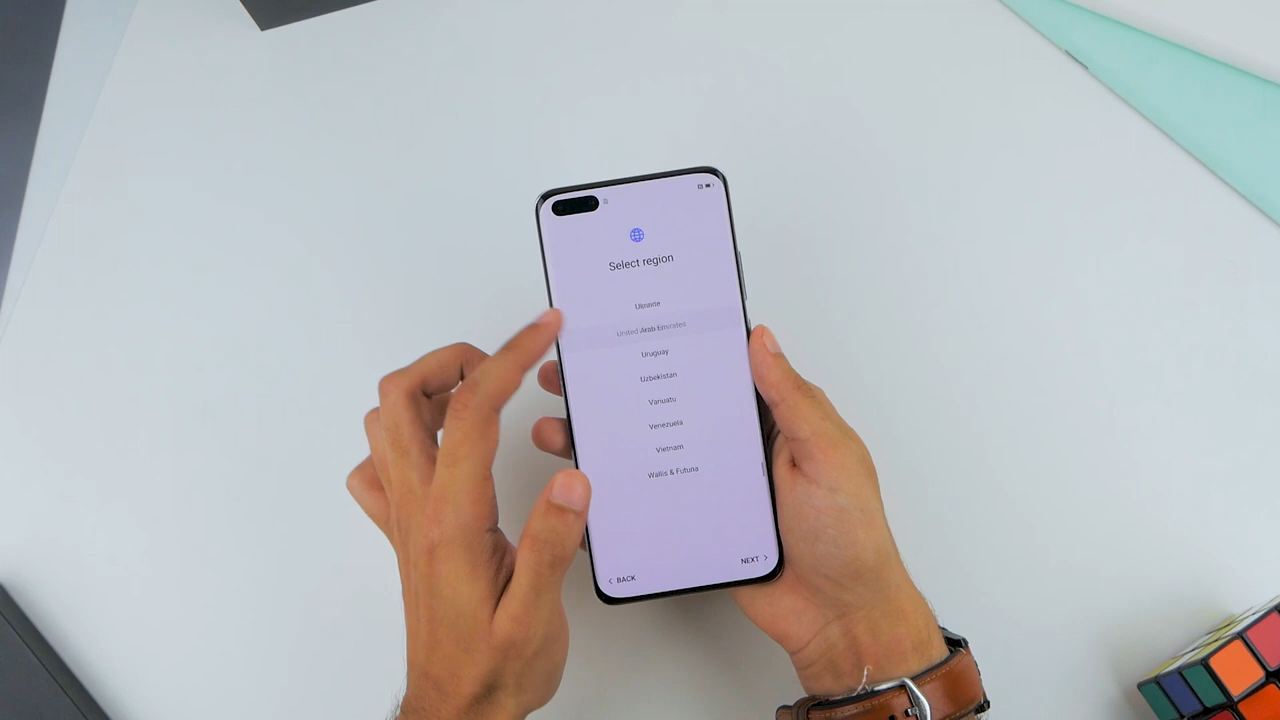 Select region
Ukraine
United Arab Emirates
Uruguay
Uzbekistan
Vanuatu
Venezuela
Vietnam
Wallis & Futuna
BACK
NEXT